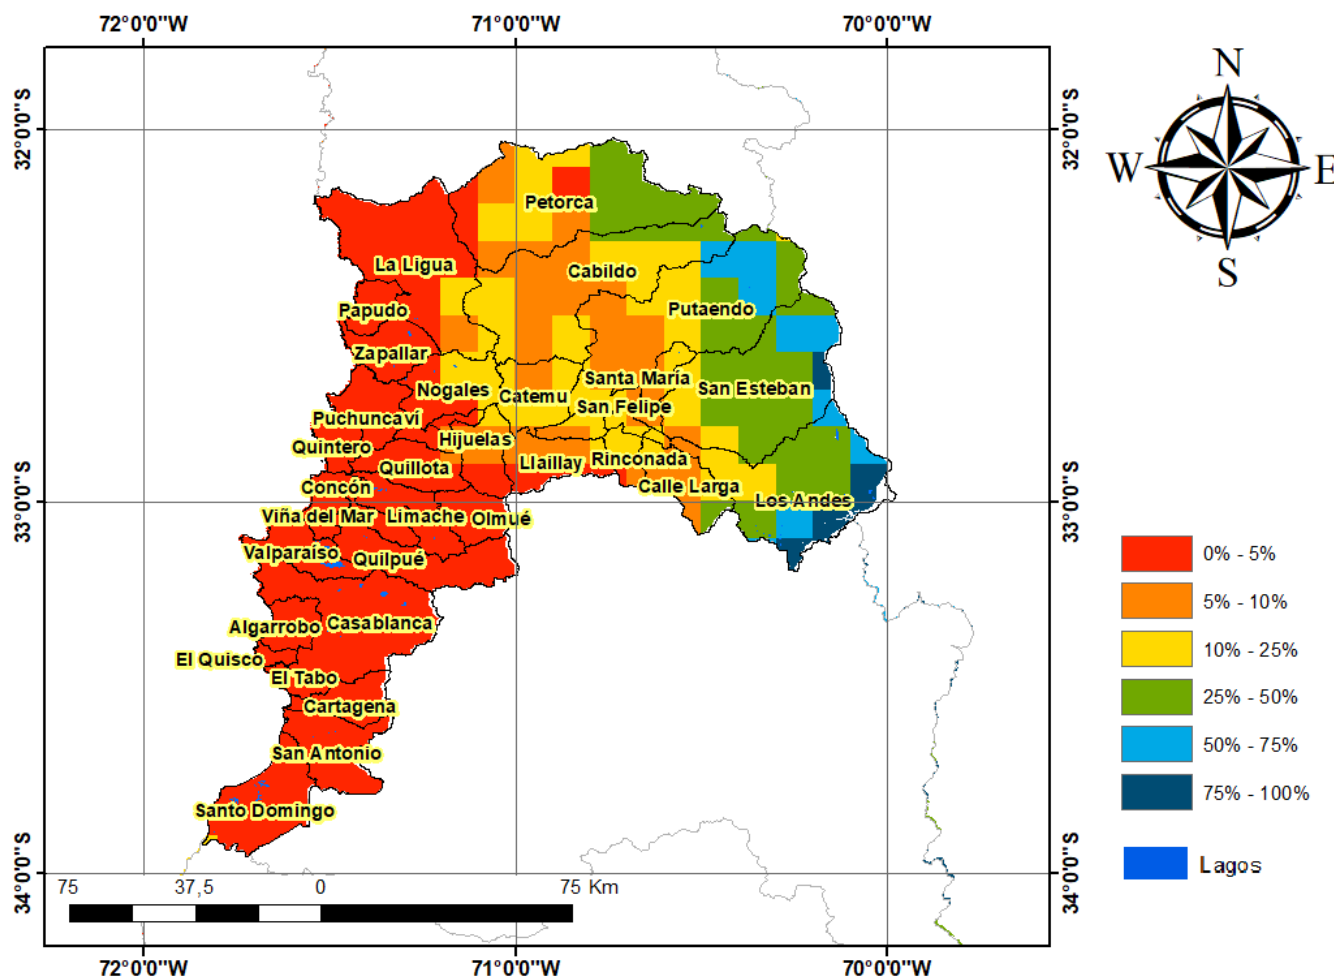 72°0'0"W 71°0'0"W 70°0'0"W
32°0'0"S
32°0'0"S
N
W
E
S
Petorca
La Ligua
Cabildo
Papudo
Putaendo
Zapallar
Nogales
Catemu
Santa María
San Esteban
San Felipe
Puchuncaví
Quintero
Hijuelas
Quillota
Llaillay
Rinconada
Concón
Calle Larga
Los Andes
33°0'0"S
33°0'0"S
Viña del Mar
Limache
Olmué
Valparaíso
Quilpué
Algarrobo
Casablanca
El Quisco
El Tabo
Cartagena
San Antonio
Santo Domingo
0% - 5%
5% - 10%
10% - 25%
25% - 50%
50% - 75%
75% - 100%
Lagos
34°0'0"S
34°0'0"S
75 37,5 0 75 Km
72°0'0"W 71°0'0"W 70°0'0"W